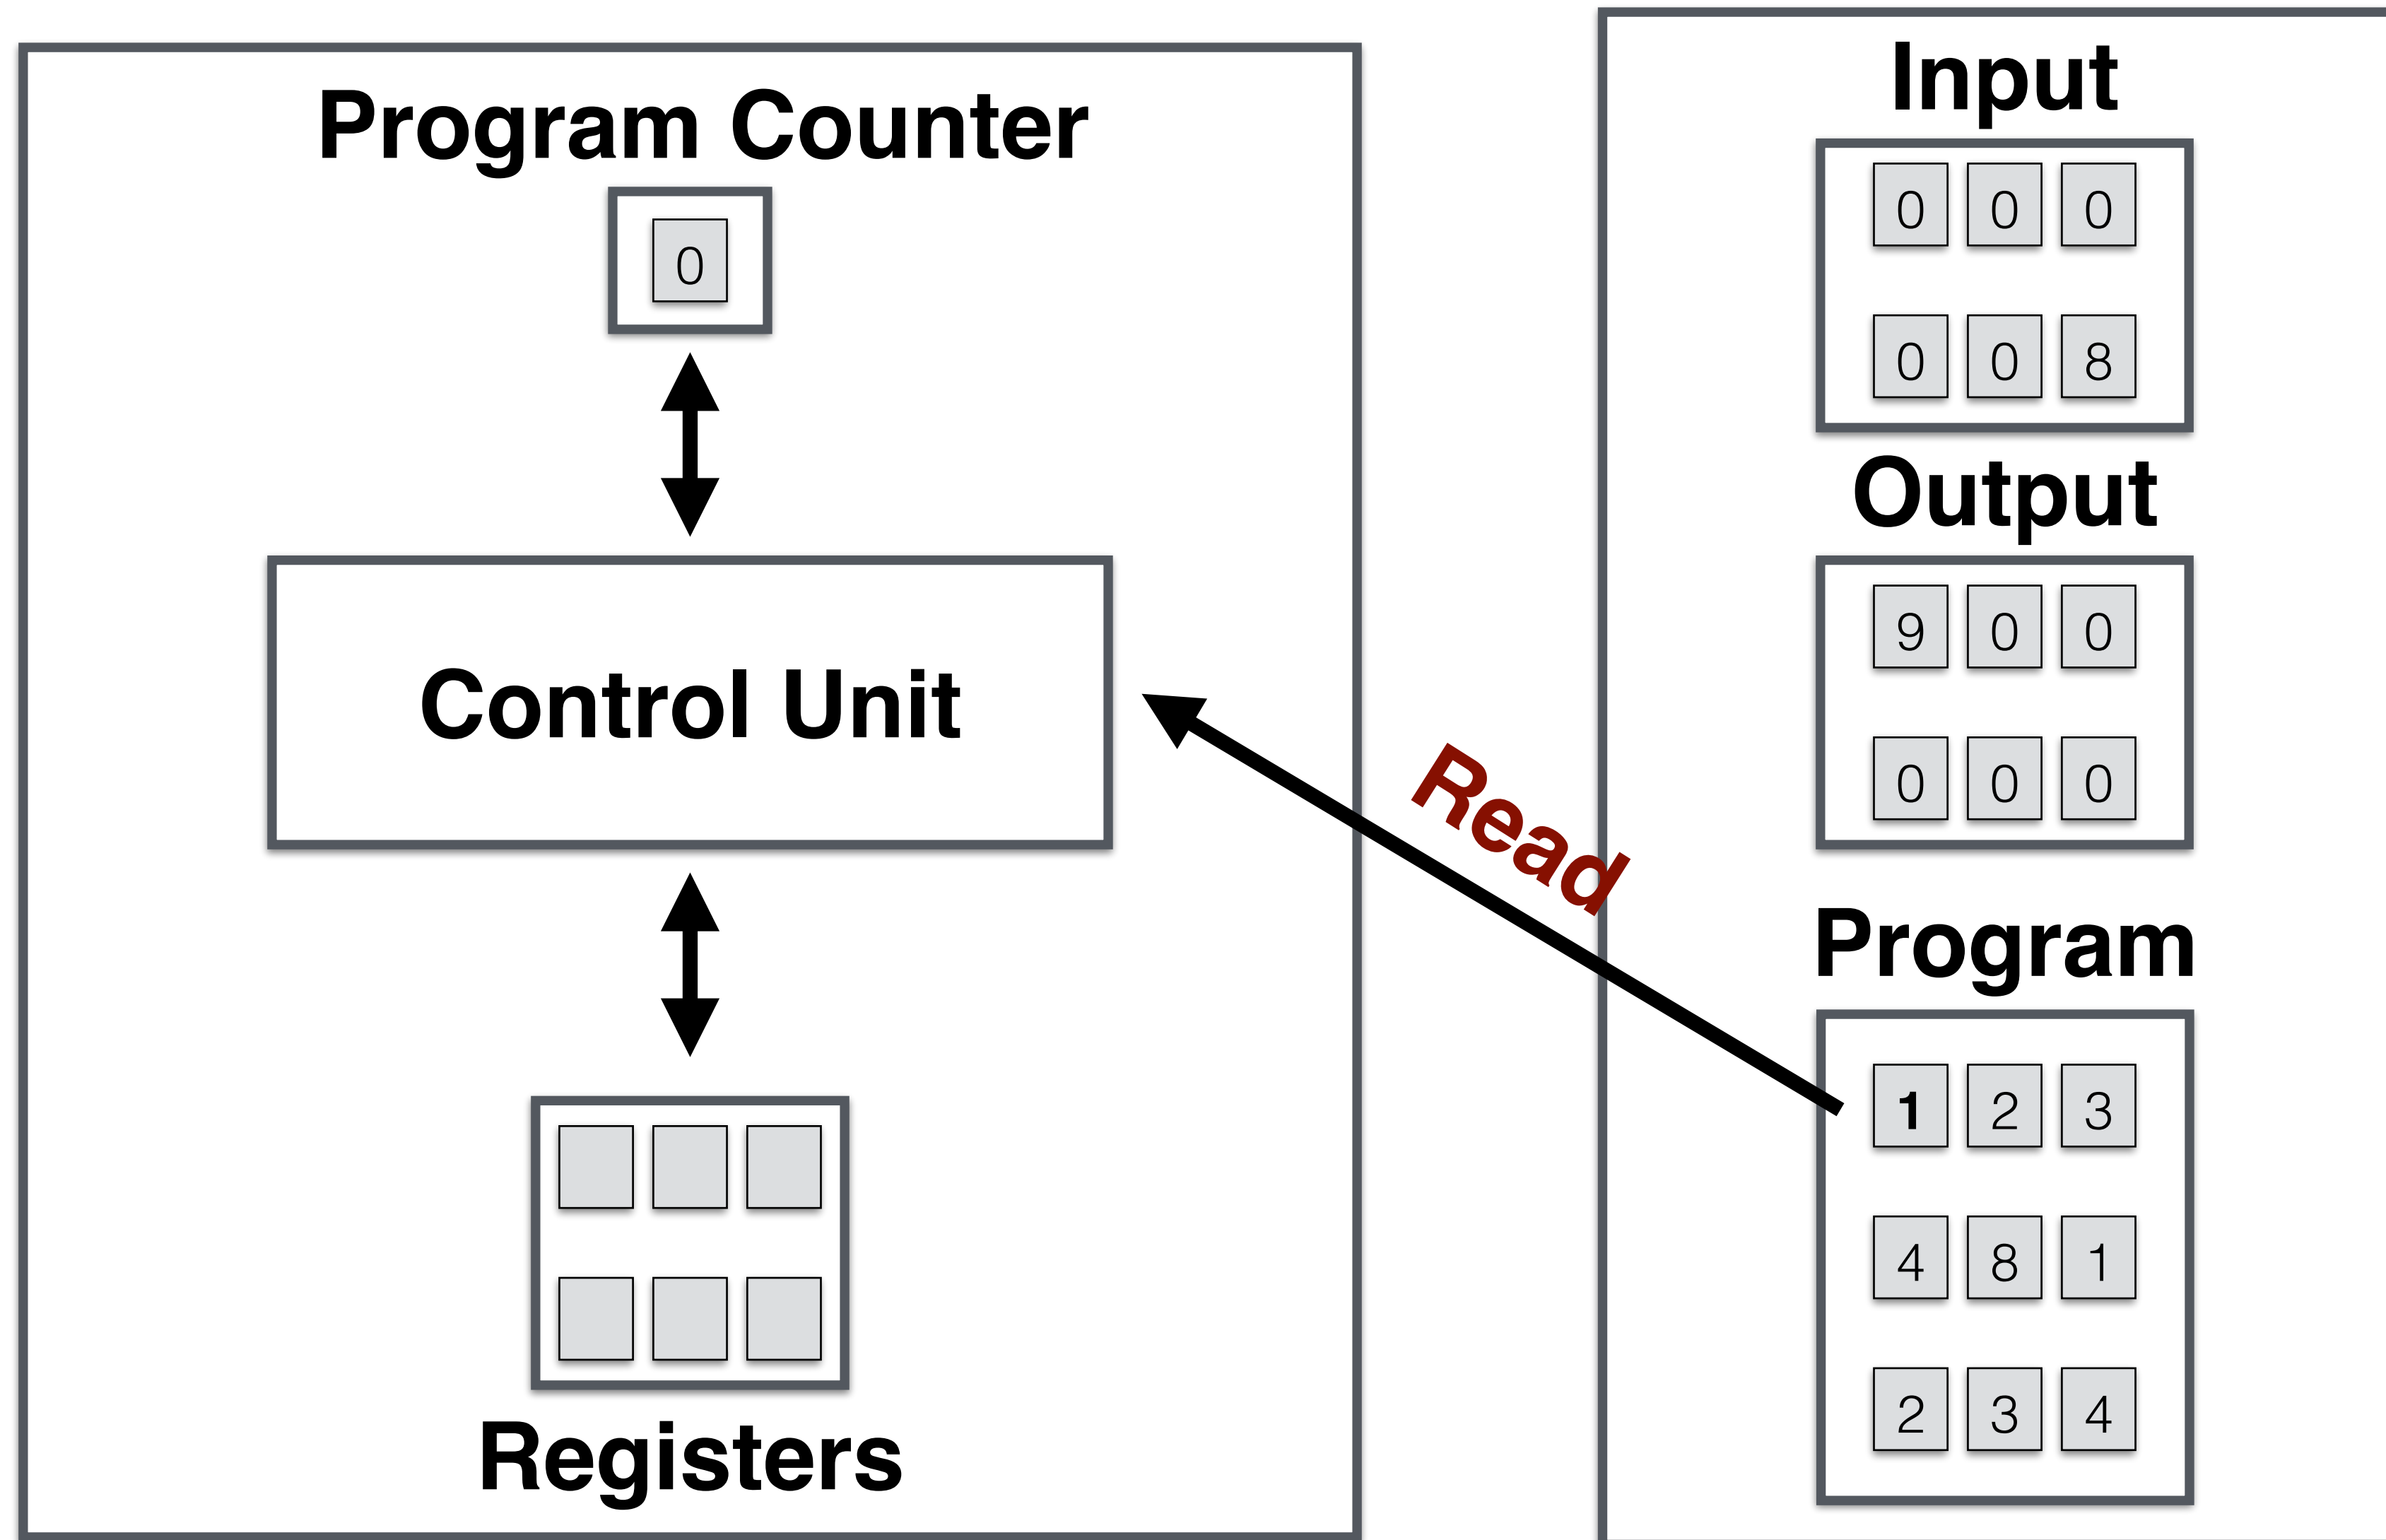 Program Counter
0
Control Unit
Registers
Read
Input
0 0 0
0 0 8
Output
9 0 0
0 0 0
Program
1 2 3
4 8 1
2 3 4